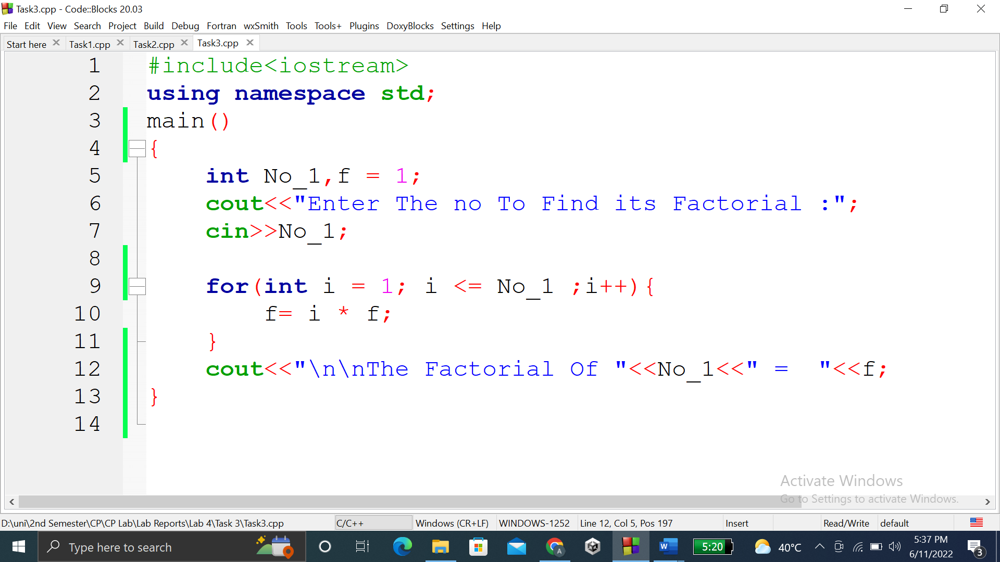 Task3.cpp - Code::Blocks 20.03
File Edit View Search Project Build Debug Fortran wxSmith Tools Tools+ Plugins DoxyBlocks Settings Help
Start here Task1.cpp Task2.cpp Task3.cpp
1 #include<iostream>
2 using namespace std;
3 main()
4 {
5 int No_1,f = 1;
6 cout<<"Enter The no To Find its Factorial :";
7 cin>>No_1;
8
9 for(int i = 1; i <= No_1 ;i++){
10 f= i * f;
11 }
12 cout<<"\n\nThe Factorial Of "<<No_1<<" =  "<<f;
13 }
14
Activate Windows
Go to Settings to activate Windows.
D:\uni\2nd Semester\CP\CP Lab\Lab Reports\Lab 4\Task 3\Task3.cpp C/C++ Windows (CR+LF) WINDOWS-1252 Line 12, Col 5, Pos 197 Insert Read/Write default
Type here to search A W 5:20 40°C 5:37 PM
6/11/2022 3